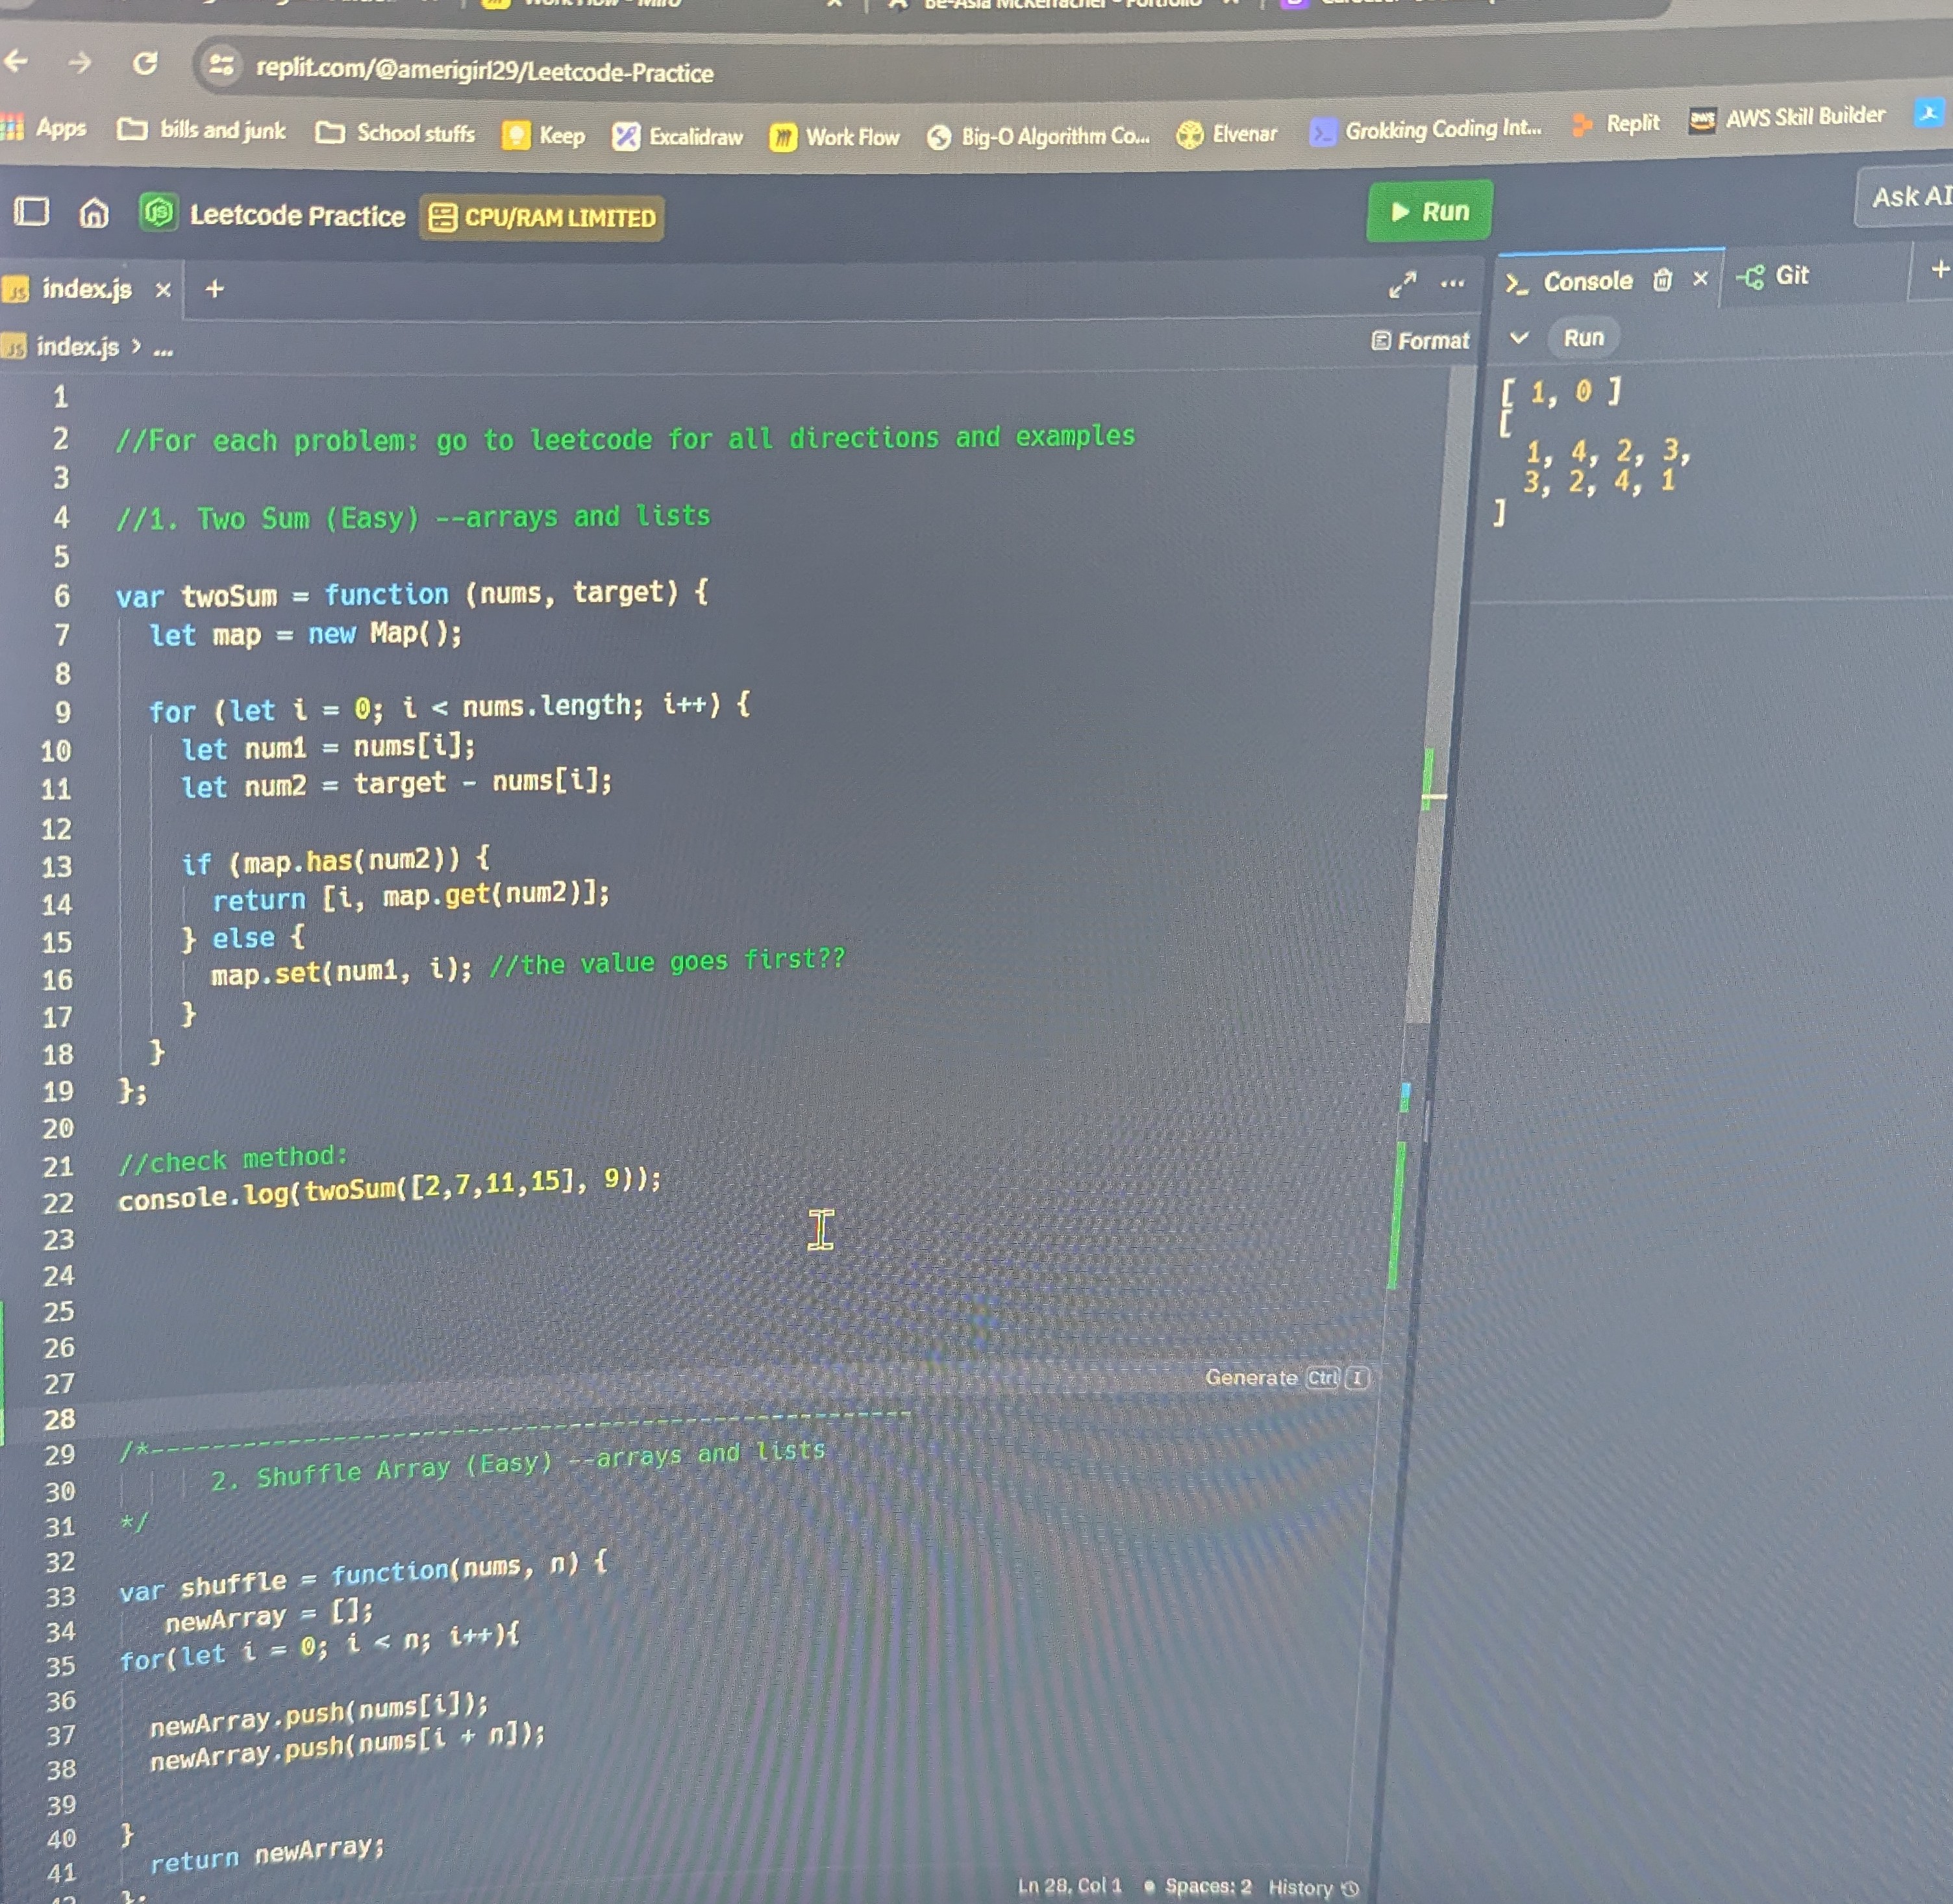 Work Flow - Miro
replit.com/@amerigirl29/Leetcode-Practice
Apps bills and junk School stuffs Keep Excalidraw Work Flow Big-O Algorithm Co... Elvenar Grokking Coding Int... Replit AWS Skill Builder
Leetcode Practice CPU/RAM LIMITED Run Ask AI
index.js Console Git
index.js > ... Format Run
1
2 //For each problem: go to leetcode for all directions and examples
3
4 //1. Two Sum (Easy) --arrays and lists
5
6 var twoSum = function (nums, target) {
7 let map = new Map();
8
9 for (let i = 0; i < nums.length; i++) {
10 let num1 = nums[i];
11 let num2 = target - nums[i];
12
13 if (map.has(num2)) {
14 return [i, map.get(num2)];
15 } else {
16 map.set(num1, i); //the value goes first??
17 }
18 }
19 };
20
21 //check method:
22 console.log(twoSum([2,7,11,15], 9));
23
24
25
26
27
Generate Ctrl I
28
29 /*--------------------------------------------------
30 2. Shuffle Array (Easy) --arrays and lists
31 */
32
33 var shuffle = function(nums, n) {
34 newArray = [];
35 for(let i = 0; i < n; i++){
36
37 newArray.push(nums[i]);
38 newArray.push(nums[i + n]);
39
40 }
41 return newArray;
};
[ 1, 0 ]
[
1, 4, 2, 3,
3, 2, 4, 1
]
Ln 28, Col 1 • Spaces: 2 History